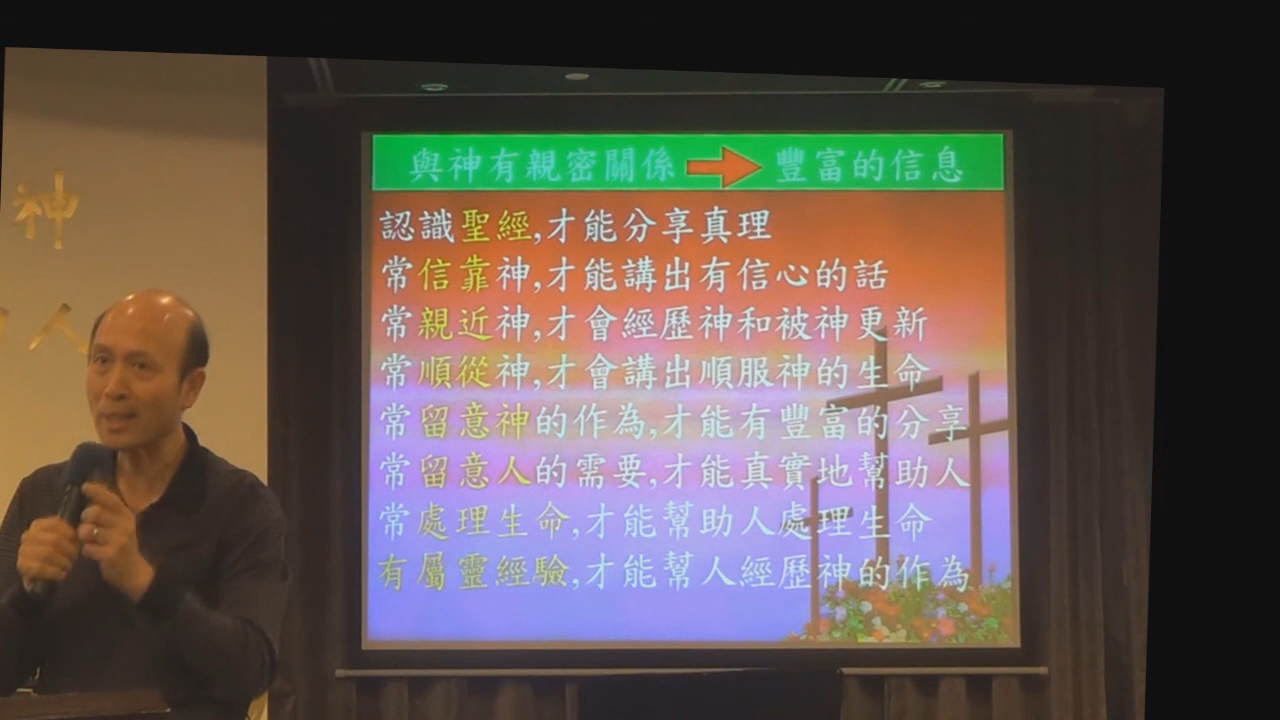 神
人
與神有親密關係 豐富的信息
認識聖經,才能分享真理
常信靠神,才能講出有信心的話
常親近神,才會經歷神和被神更新
常順從神,才會講出順服神的生命
常留意神的作為,才能有豐富的分享
常留意人的需要,才能真實地幫助人
常處理生命,才能幫助人處理生命
有屬靈經驗,才能幫人經歷神的作為